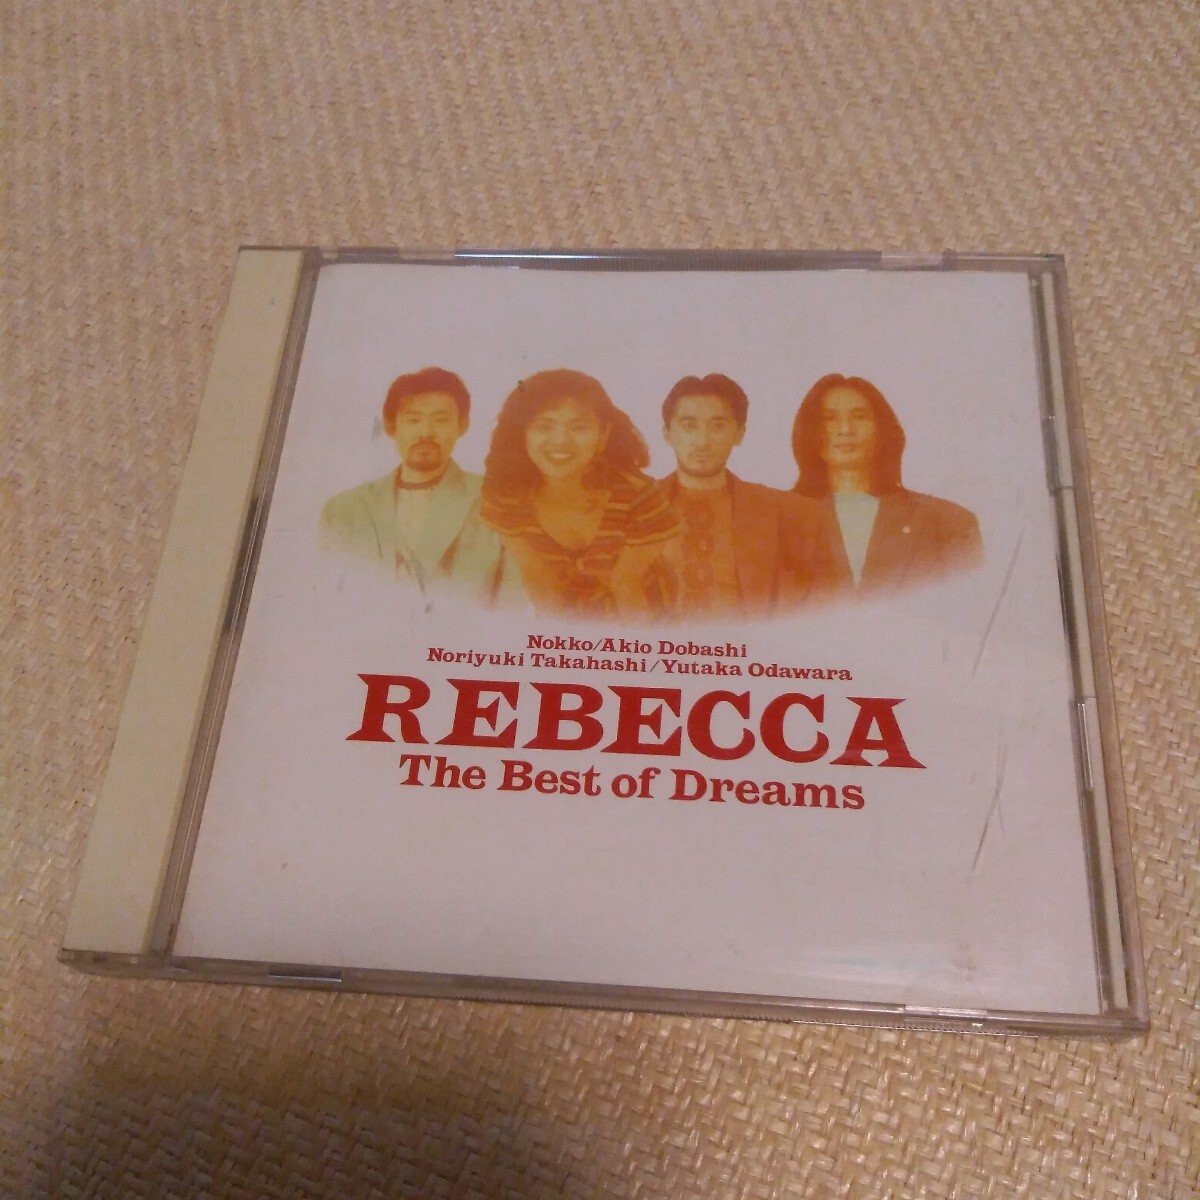 Nokko/Akio Dobashi
Noriyuki Takahashi/Yutaka Odawara
REBECCA
The Best of Dreams